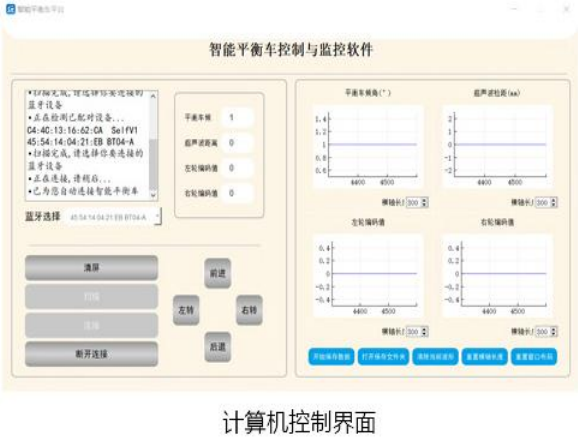 智能平衡车平台
智能平衡车控制与监控软件
•扫描完成,请选择你要连接的
蓝牙设备
•正在检测已配对设备...
C4:4C:13:16:62:CA SelfV1
45:54:14:04:21:EB BT04-A
•扫描完成,请选择你要连接的
蓝牙设备
•正在连接,请稍后...
•已为您自动连接智能平衡车
蓝牙选择 45:54:14:04:21:EB BT04-A
平衡车倾 1
超声波距离 0
左轮编码值 0
右轮编码值 0
清屏
扫描
连接
断开连接
前进
左转 右转
后退
平衡车倾角(°) 超声波检距(mm)
1.4 2
1.2 1
1 0
0.8 -1
0.6 -2
4400 4500 4400 4500
横轴长! 300 横轴长! 300
左轮编码值 右轮编码值
0.4 0.4
0.2 0.2
0 0
-0.2 -0.2
-0.4 -0.4
4400 4500 4400 4500
横轴长! 300 横轴长! 300
开始保存数据 打开保存文件夹 清除当前波形 重置横轴长度 重置窗口布局
计算机控制界面